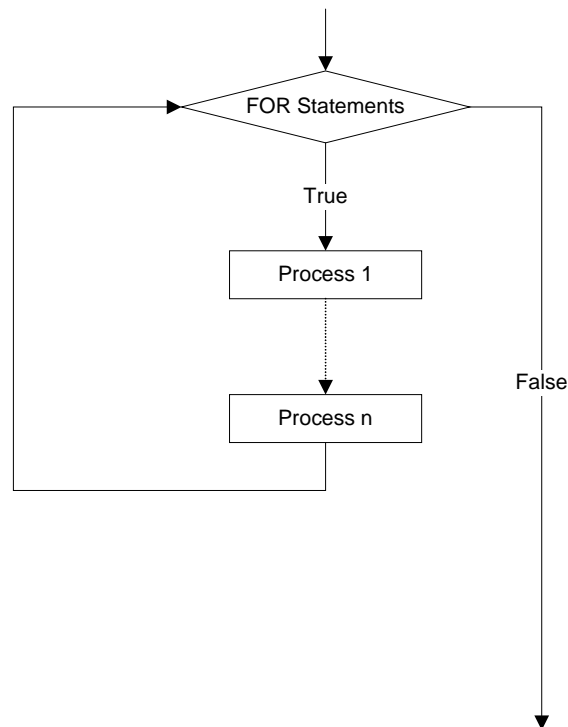 FOR Statements
True
Process 1
False
Process n